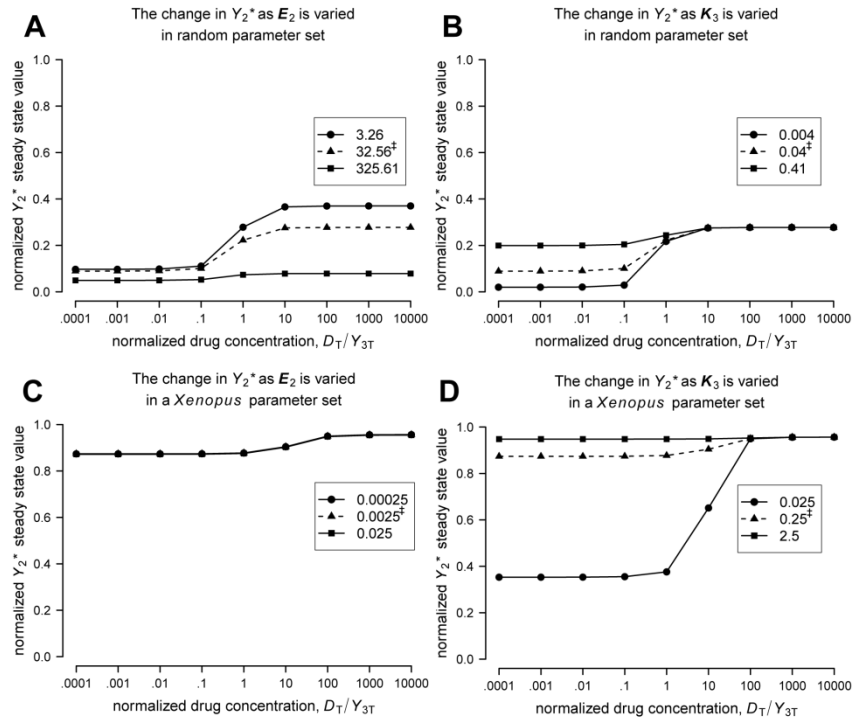 A
The change in Y2* as E2 is varied
in random parameter set
normalized Y2* steady state value
1.0
0.8
0.6
0.4
0.2
0.0
3.26
32.56‡
325.61
.0001 .001 .01 .1 1 10 100 1000 10000
normalized drug concentration, DT/Y3T
B
The change in Y2* as K3 is varied
in random parameter set
normalized Y2* steady state value
1.0
0.8
0.6
0.4
0.2
0.0
0.004
0.04‡
0.41
.0001 .001 .01 .1 1 10 100 1000 10000
normalized drug concentration, DT/Y3T
C
The change in Y2* as E2 is varied
in a Xenopus parameter set
normalized Y2* steady state value
1.0
0.8
0.6
0.4
0.2
0.0
0.00025
0.0025‡
0.025
.0001 .001 .01 .1 1 10 100 1000 10000
normalized drug concentration, DT/Y3T
D
The change in Y2* as K3 is varied
in a Xenopus parameter set
normalized Y2* steady state value
1.0
0.8
0.6
0.4
0.2
0.0
0.025
0.25‡
2.5
.0001 .001 .01 .1 1 10 100 1000 10000
normalized drug concentration, DT/Y3T